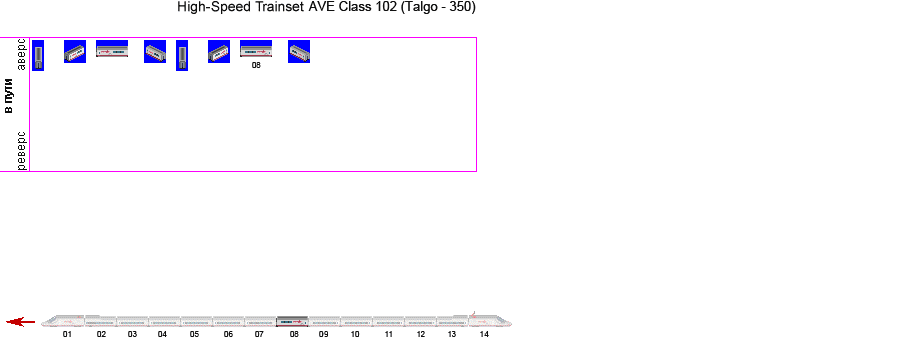 High-Speed Trainset AVE Class 102 (Talgo - 350)
аверс
08
в пути
реверс
01 02 03 04 05 06 07 08 09 10 11 12 13 14